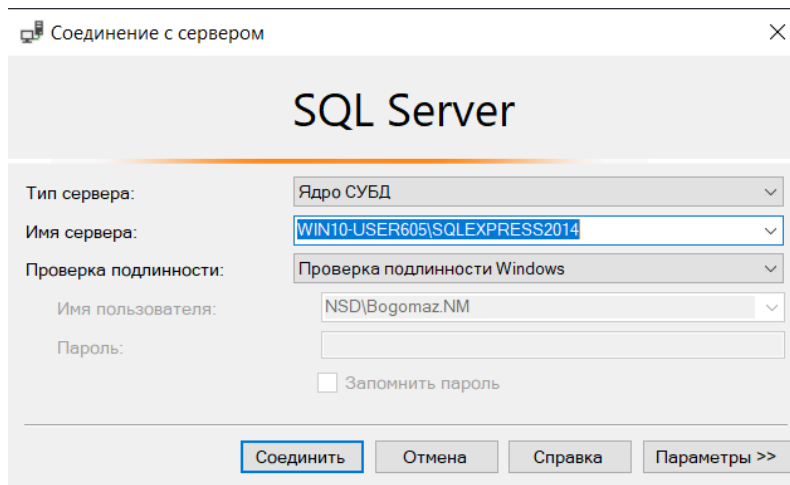 Соединение с сервером
SQL Server
Тип сервера: Ядро СУБД
Имя сервера: WIN10-USER605\SQLEXPRESS2014
Проверка подлинности: Проверка подлинности Windows
Имя пользователя: NSD\Bogomaz.NM
Пароль:
Запомнить пароль
Соединить Отмена Справка Параметры >>